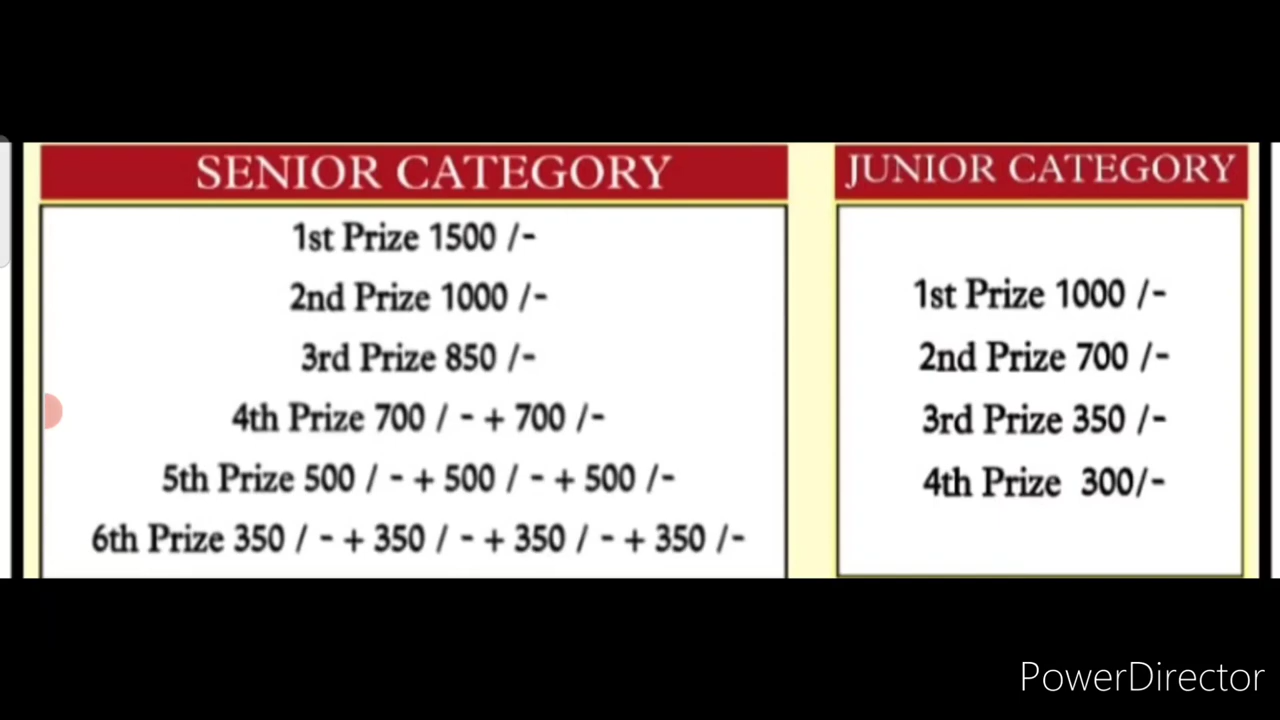 SENIOR CATEGORY
1st Prize 1500 /-
2nd Prize 1000 /-
3rd Prize 850 /-
4th Prize 700 / - + 700 /-
5th Prize 500 / - + 500 / - + 500 /-
6th Prize 350 / - + 350 / - + 350 / - + 350 /-
JUNIOR CATEGORY
1st Prize 1000 /-
2nd Prize 700 /-
3rd Prize 350 /-
4th Prize 300/-
PowerDirector